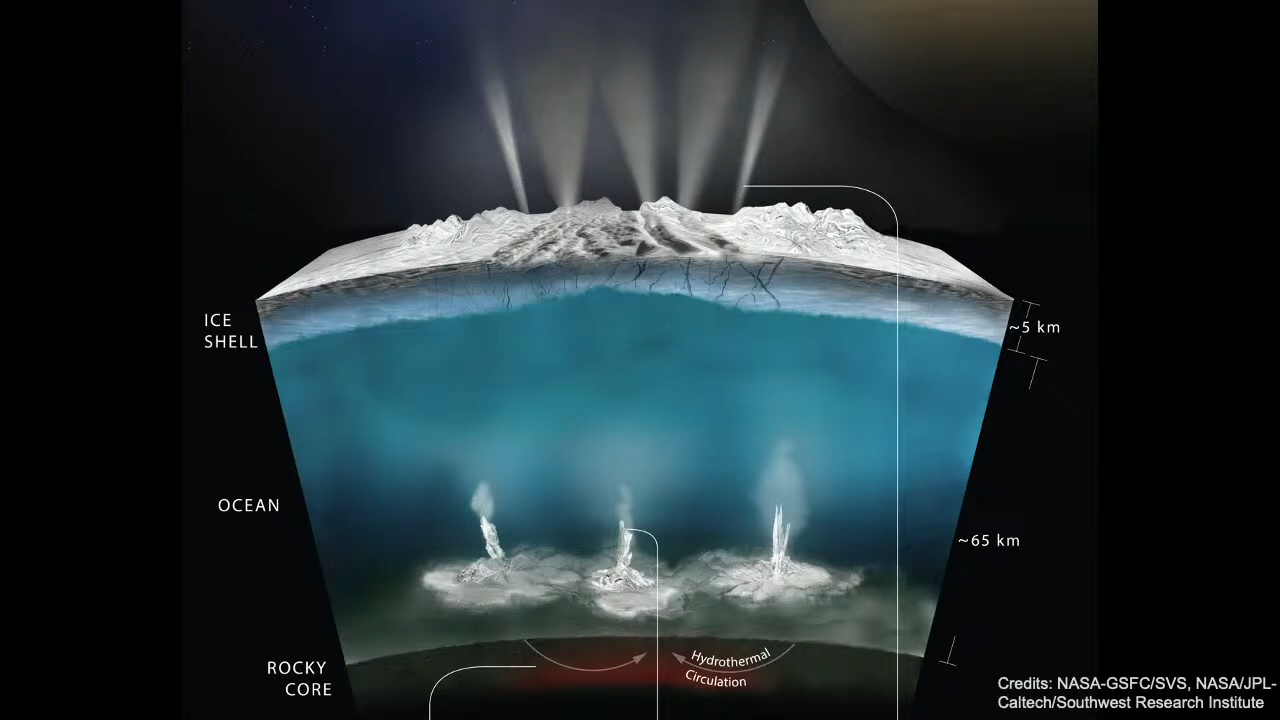 ICE
SHELL
~5 km
OCEAN
~65 km
ROCKY
CORE
Hydrothermal
Circulation
Credits: NASA-GSFC/SVS, NASA/JPL-
Caltech/Southwest Research Institute